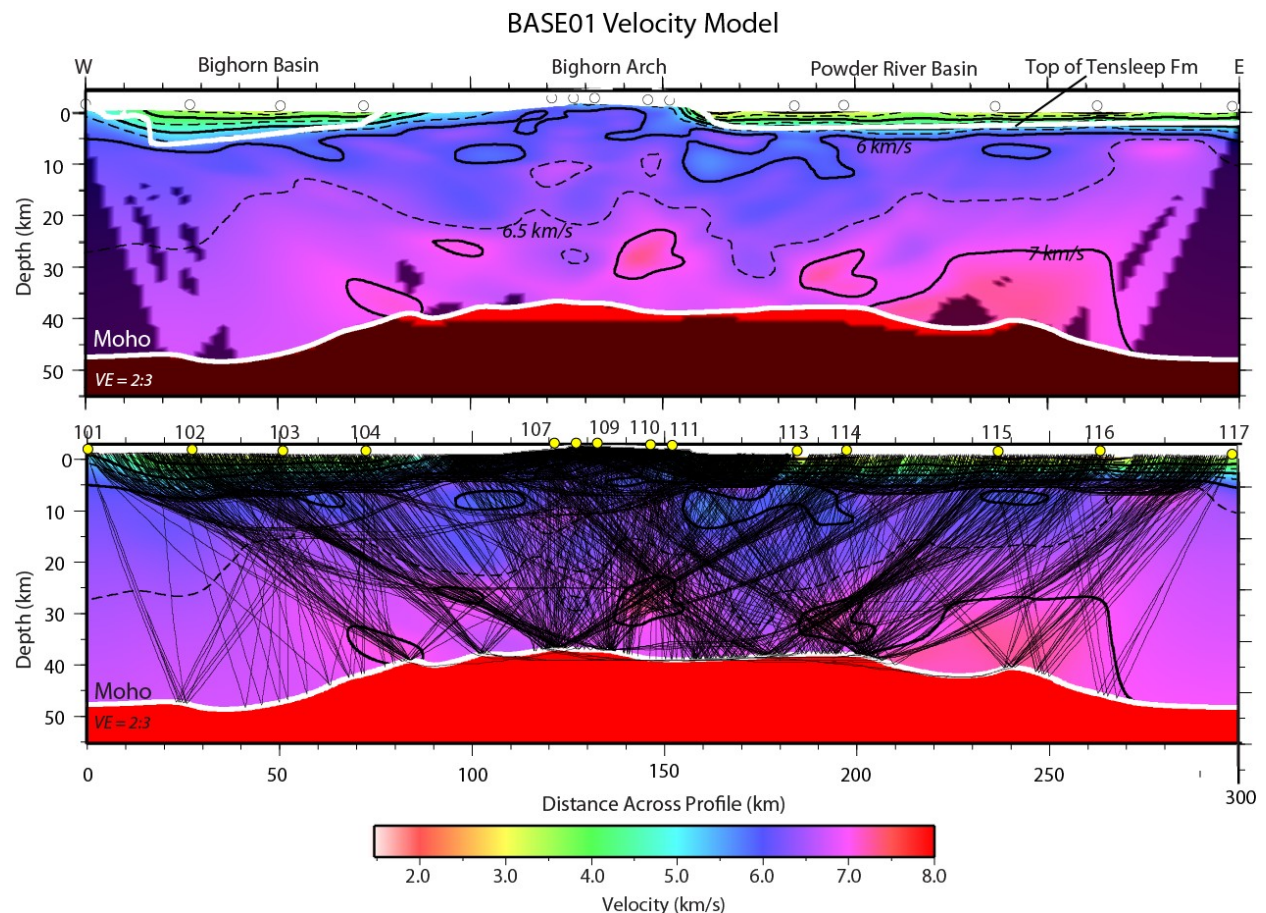 BASE01 Velocity Model
W Bighorn Basin Bighorn Arch Powder River Basin Top of Tensleep Fm E
0
10
20
30
40
50
Depth (km)
6 km/s
6.5 km/s
7 km/s
Moho
VE = 2:3
101 102 103 104 107 109 110 111 113 114 115 116 117
0
10
20
30
40
50
Depth (km)
Moho
VE = 2:3
0 50 100 150 200 250 300
Distance Across Profile (km)
2.0 3.0 4.0 5.0 6.0 7.0 8.0
Velocity (km/s)